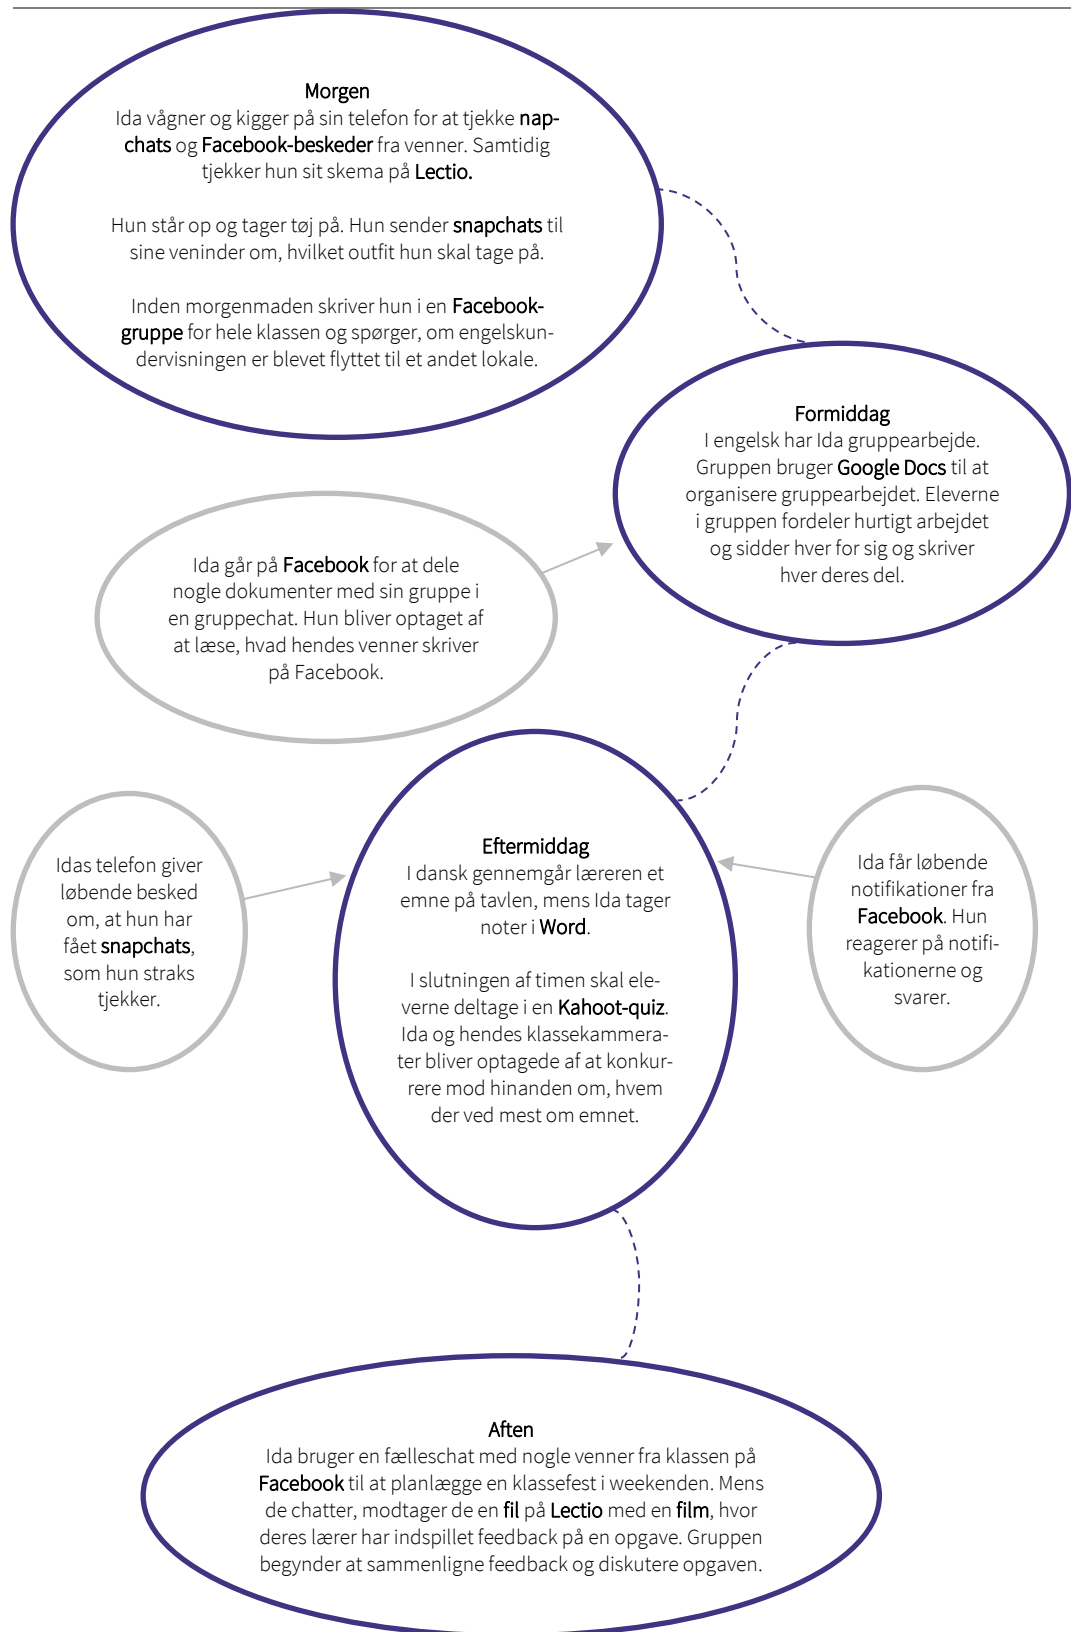 Morgen
Ida vågner og kigger på sin telefon for at tjekke nap-
chats og Facebook-beskeder fra venner. Samtidig
tjekker hun sit skema på Lectio.
Hun står op og tager tøj på. Hun sender snapchats til
sine veninder om, hvilket outfit hun skal tage på.
Inden morgenmaden skriver hun i en Facebook-
gruppe for hele klassen og spørger, om engelskun-
dervisningen er blevet flyttet til et andet lokale.
Formiddag
I engelsk har Ida gruppearbejde.
Gruppen bruger Google Docs til at
organisere gruppearbejdet. Eleverne
i gruppen fordeler hurtigt arbejdet
og sidder hver for sig og skriver
hver deres del.
Ida går på Facebook for at dele
nogle dokumenter med sin gruppe i
en gruppechat. Hun bliver optaget af
at læse, hvad hendes venner skriver
på Facebook.
Idas telefon giver
løbende besked
om, at hun har
fået snapchats,
som hun straks
tjekker.
Eftermiddag
I dansk gennemgår læreren et
emne på tavlen, mens Ida tager
noter i Word.
I slutningen af timen skal ele-
verne deltage i en Kahoot-quiz.
Ida og hendes klassekammera-
ter bliver optagede af at konkur-
rere mod hinanden om, hvem
der ved mest om emnet.
Ida får løbende
notifikationer fra
Facebook. Hun
reagerer på notifi-
kationerne og
svarer.
Aften
Ida bruger en fælleschat med nogle venner fra klassen på
Facebook til at planlægge en klassefest i weekenden. Mens
de chatter, modtager de en fil på Lectio med en film, hvor
deres lærer har indspillet feedback på en opgave. Gruppen
begynder at sammenligne feedback og diskutere opgaven.